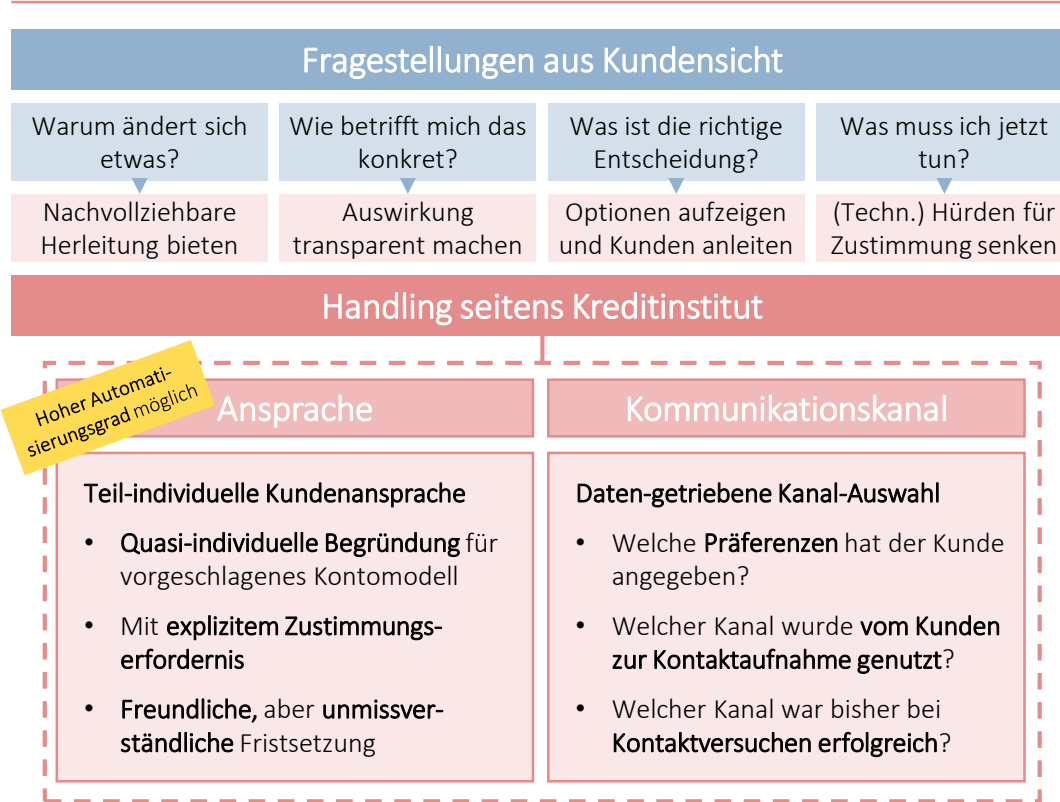 Fragestellungen aus Kundensicht
Warum ändert sich
etwas?
Wie betrifft mich das
konkret?
Was ist die richtige
Entscheidung?
Was muss ich jetzt
tun?
Nachvollziehbare
Herleitung bieten
Auswirkung
transparent machen
Optionen aufzeigen
und Kunden anleiten
(Techn.) Hürden für
Zustimmung senken
Handling seitens Kreditinstitut
Hoher Automati-
sierungsgrad möglich
Ansprache
Teil-individuelle Kundenansprache
• Quasi-individuelle Begründung für
vorgeschlagenes Kontomodell
• Mit explizitem Zustimmungs-
erfordernis
• Freundliche, aber unmissver-
ständliche Fristsetzung
Kommunikationskanal
Daten-getriebene Kanal-Auswahl
• Welche Präferenzen hat der Kunde
angegeben?
• Welcher Kanal wurde vom Kunden
zur Kontaktaufnahme genutzt?
• Welcher Kanal war bisher bei
Kontaktversuchen erfolgreich?